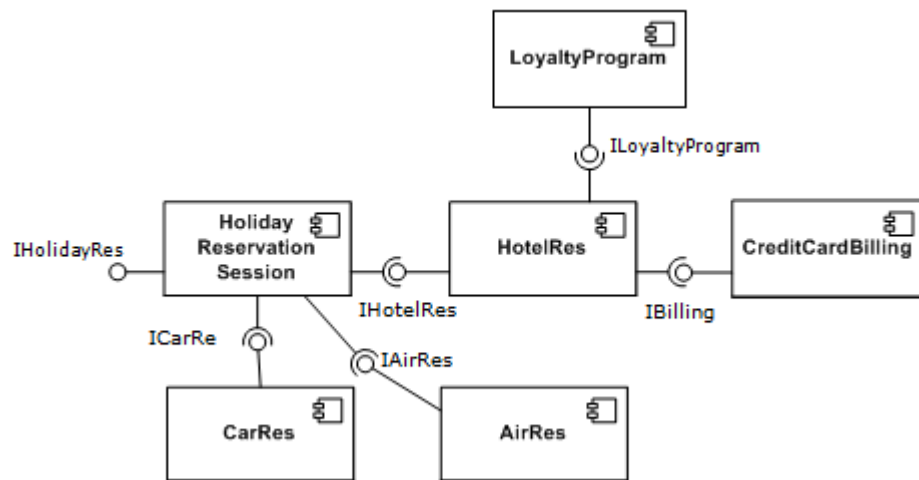 LoyaltyProgram
ILoyaltyProgram
Holiday
Reservation
Session
HotelRes
CreditCardBilling
IHolidayRes
IHotelRes
IBilling
ICarRe
IAirRes
CarRes
AirRes